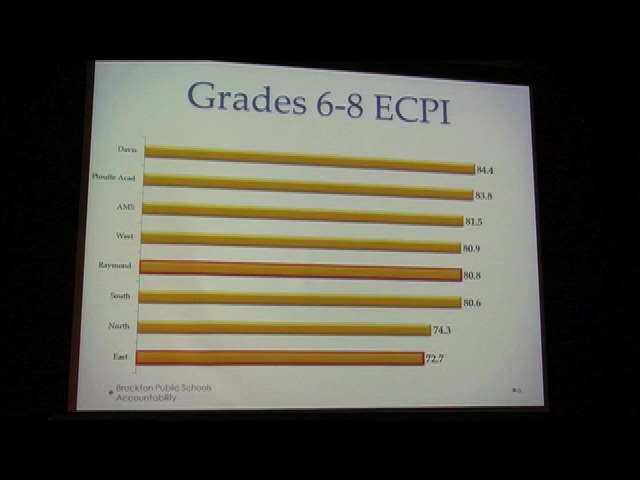 Grades 6-8 ECPI
Davis 84.4
Plouffe Acad. 83.8
AMS 81.5
West 80.9
Raymond 80.8
South 80.6
North 74.3
East 72.7
Brockton Public Schools
Accountability
6